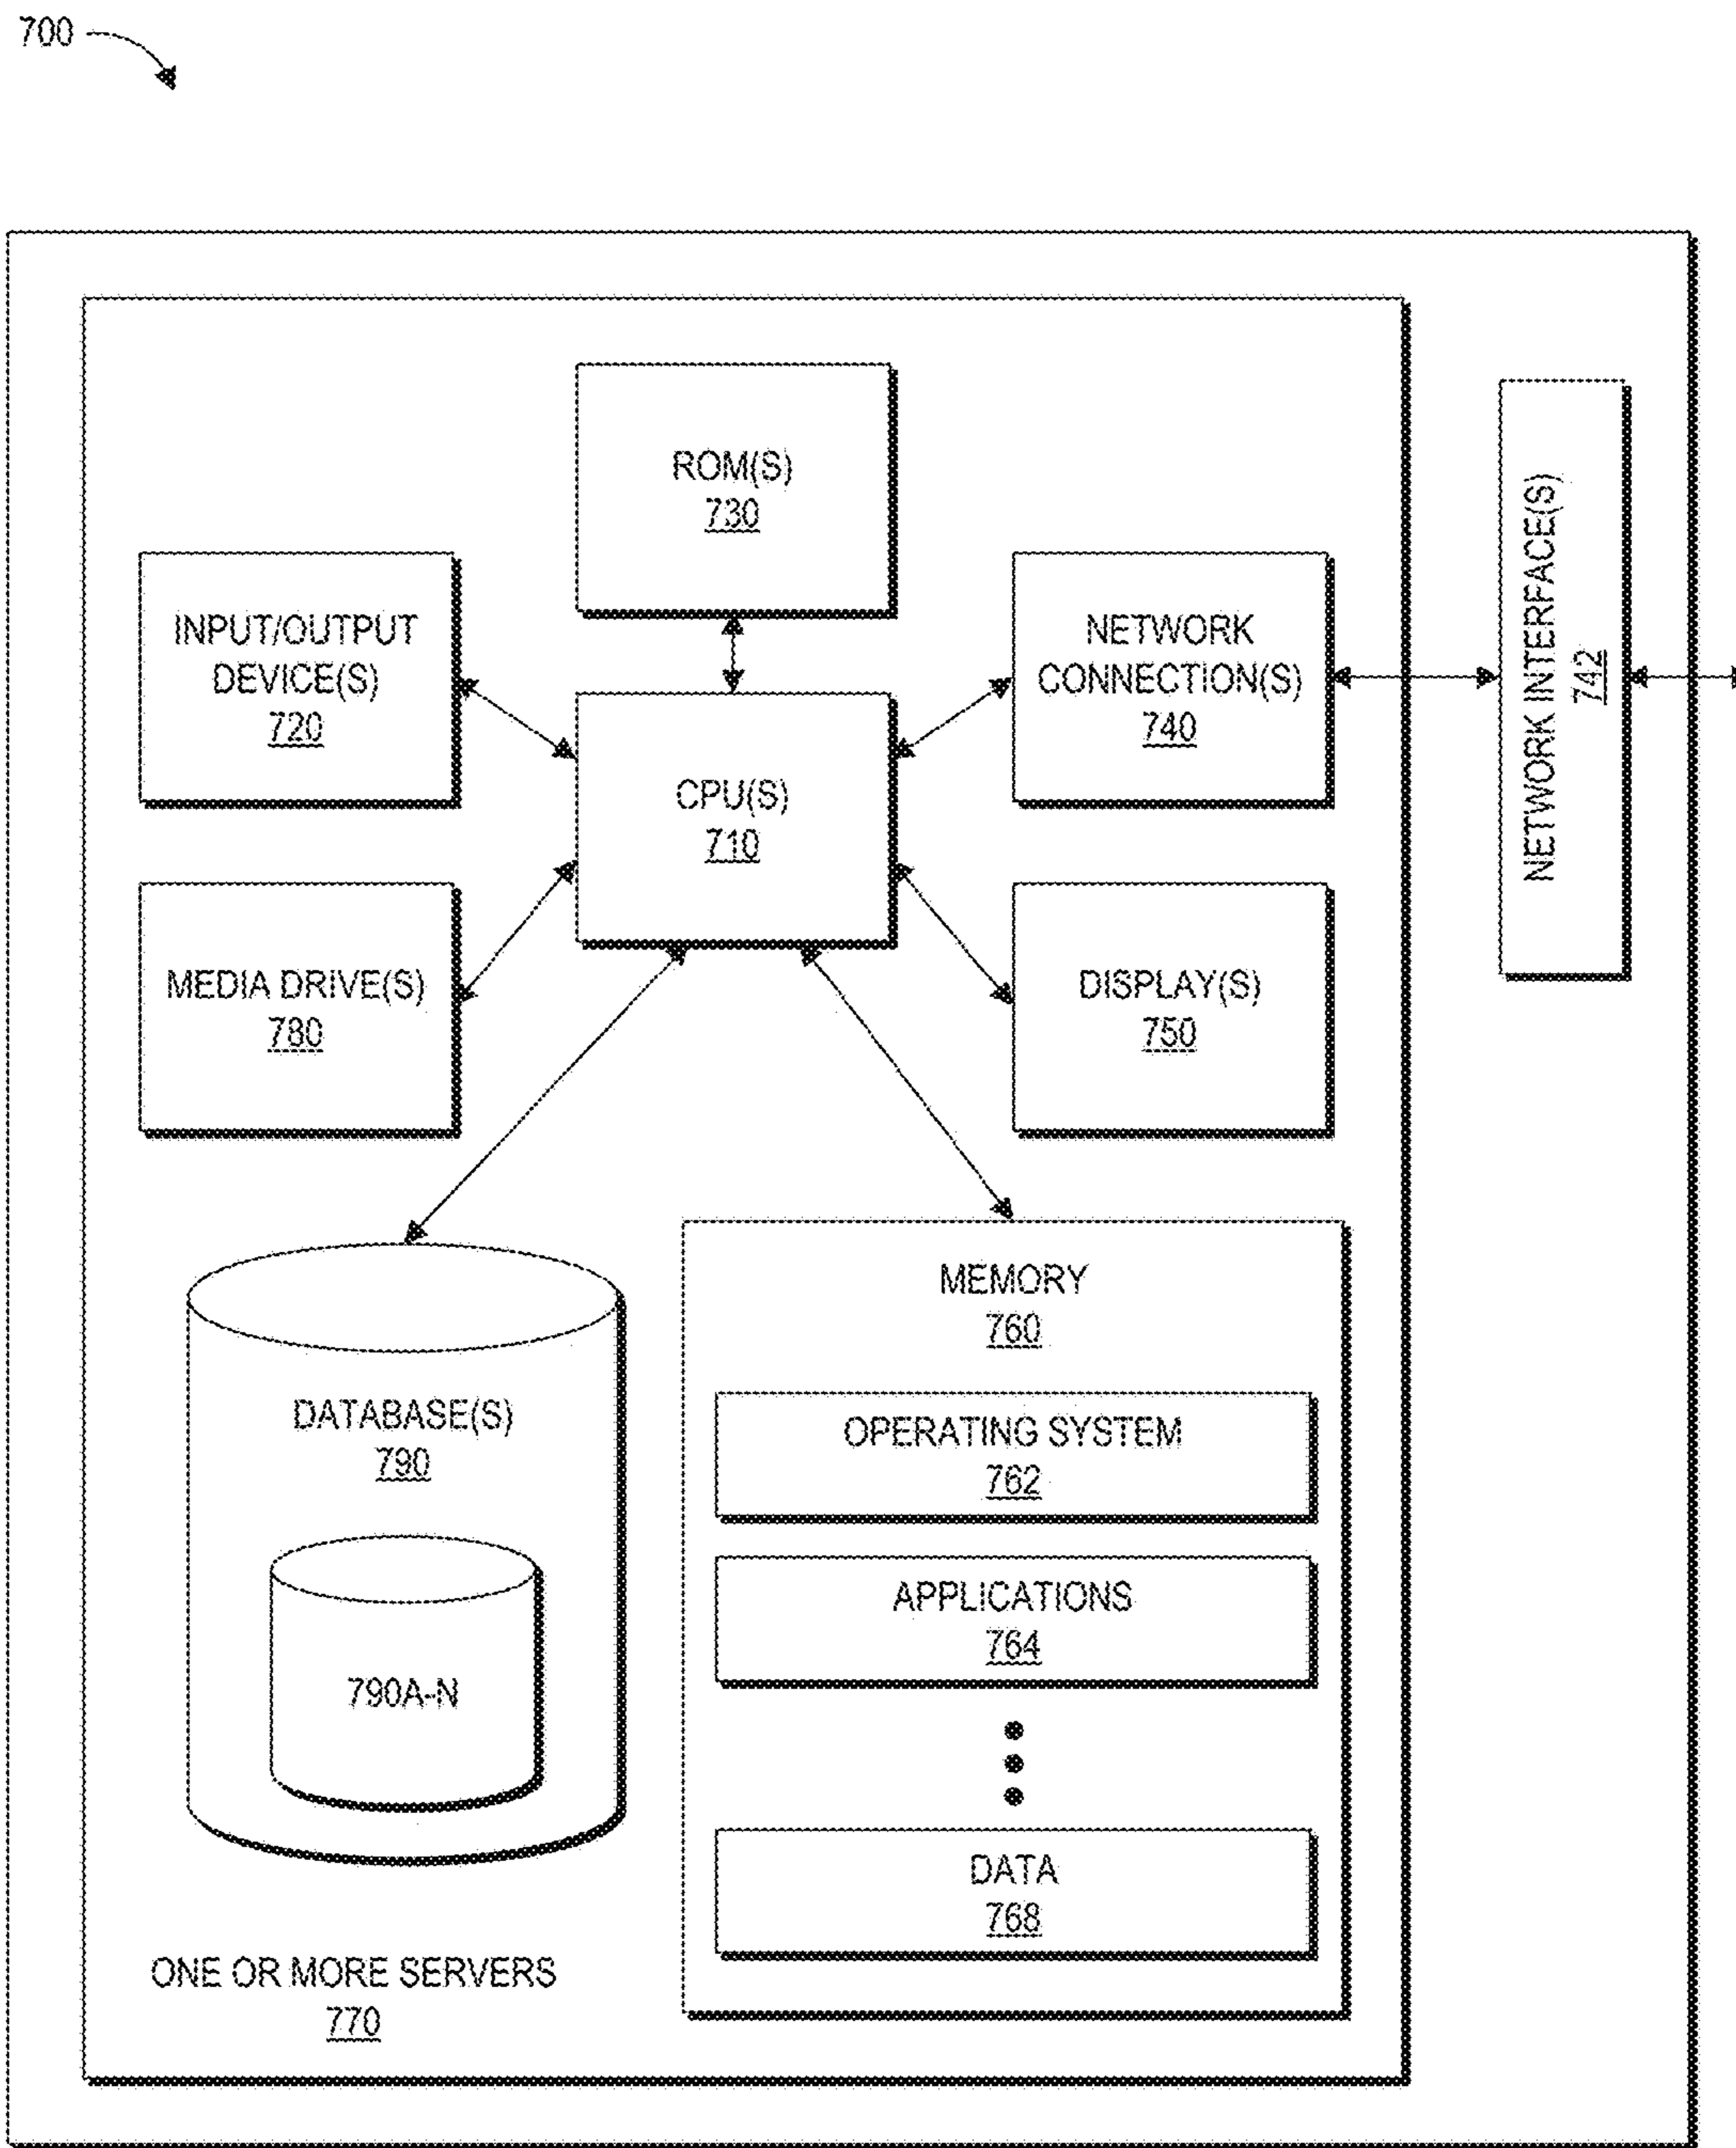 700
ROM(S)
730
INPUT/OUTPUT
DEVICE(S)
720
NETWORK
CONNECTION(S)
740
NETWORK INTERFACE(S)
742
CPU(S)
710
MEDIA DRIVE(S)
780
DISPLAY(S)
750
DATABASE(S)
790
790A-N
MEMORY
760
OPERATING SYSTEM
762
APPLICATIONS
764
DATA
768
ONE OR MORE SERVERS
770